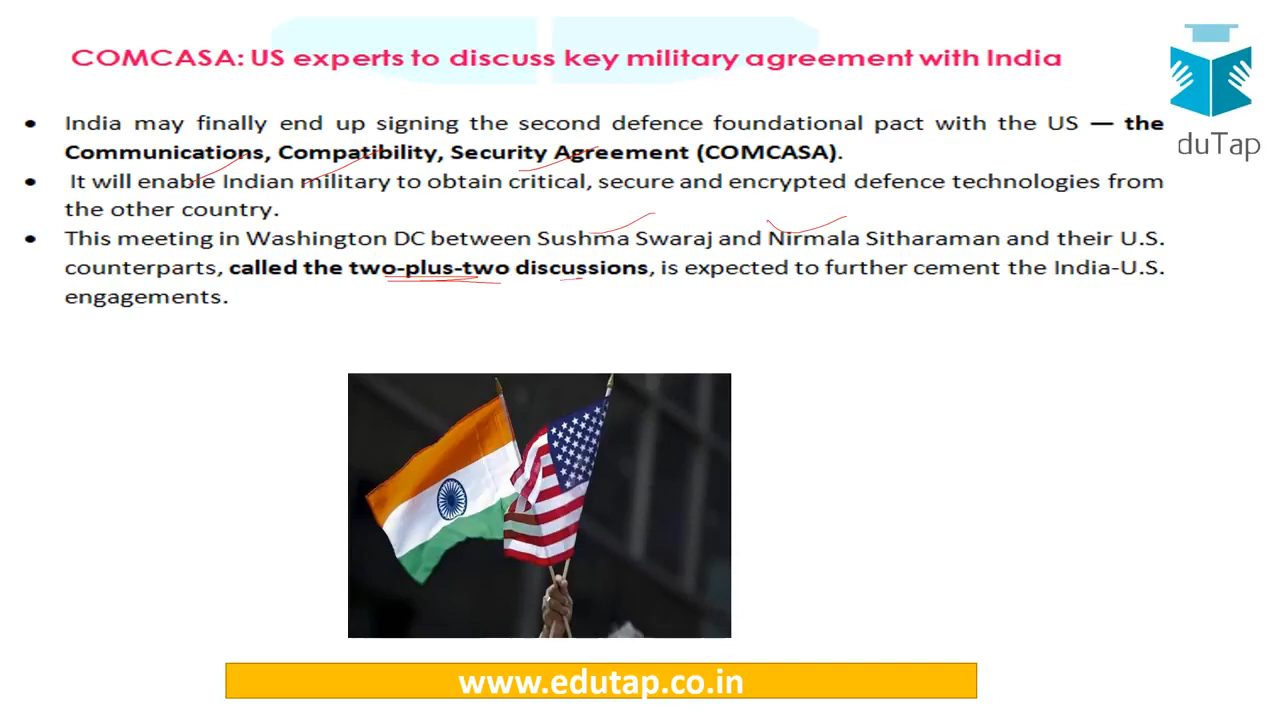 COMCASA: US experts to discuss key military agreement with India
duTap
• India may finally end up signing the second defence foundational pact with the US — the
Communications, Compatibility, Security Agreement (COMCASA).
• It will enable Indian military to obtain critical, secure and encrypted defence technologies from
the other country.
• This meeting in Washington DC between Sushma Swaraj and Nirmala Sitharaman and their U.S.
counterparts, called the two-plus-two discussions, is expected to further cement the India-U.S.
engagements.
www.edutap.co.in